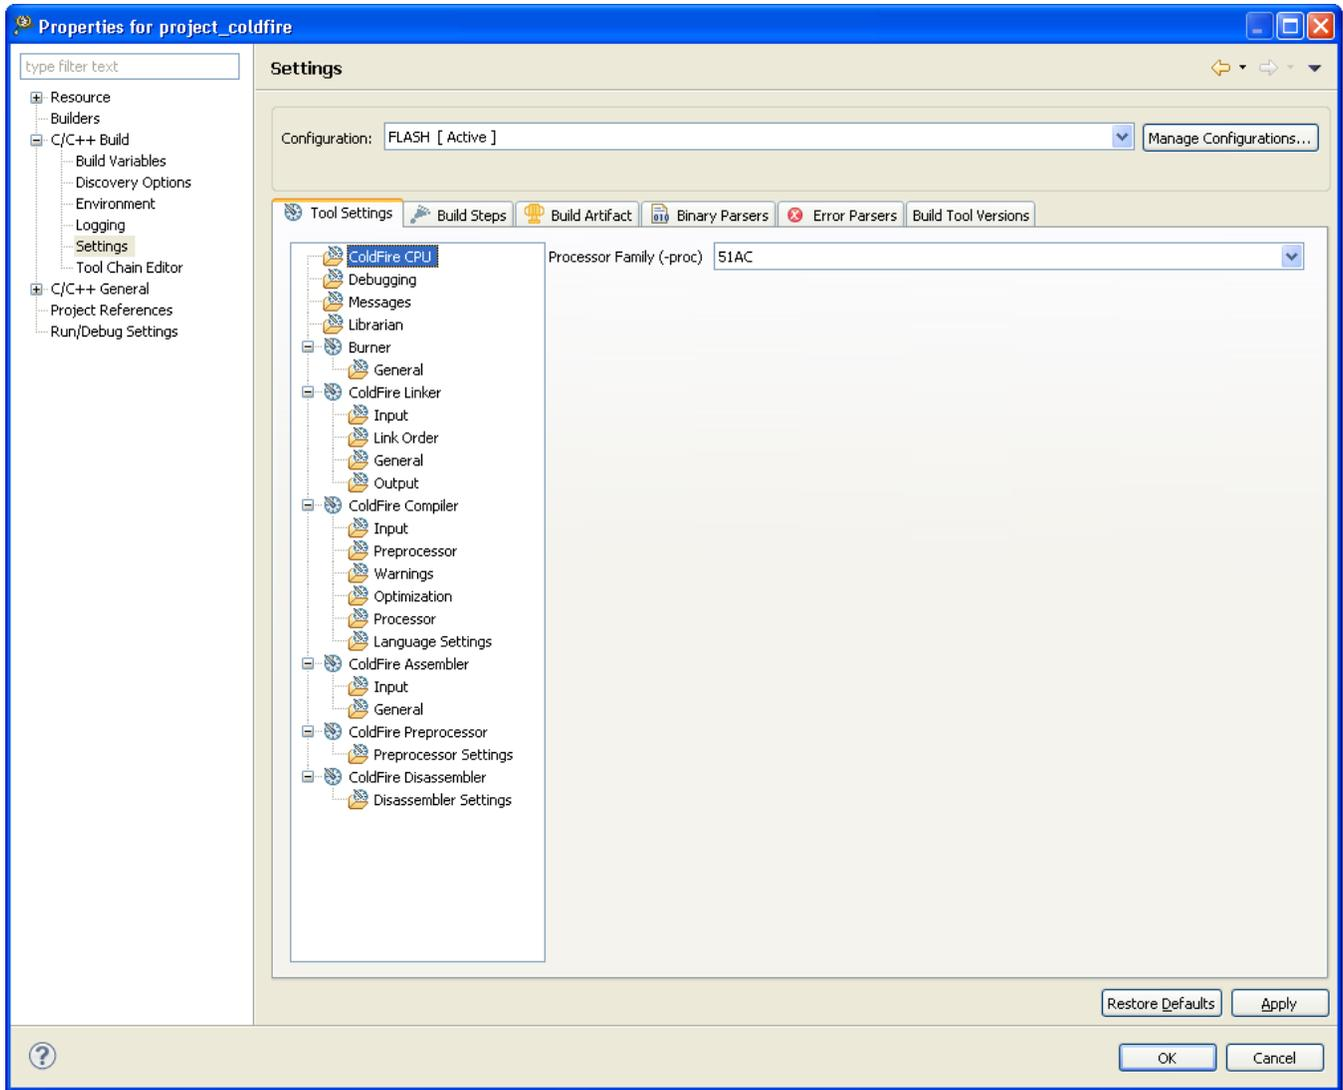 Properties for project_coldfire
type filter text
Resource
Builders
C/C++ Build
Build Variables
Discovery Options
Environment
Logging
Settings
Tool Chain Editor
C/C++ General
Project References
Run/Debug Settings
Settings
Configuration: FLASH [ Active ] Manage Configurations...
Tool Settings Build Steps Build Artifact 010 Binary Parsers Error Parsers Build Tool Versions
ColdFire CPU
Debugging
Messages
Librarian
Burner
General
ColdFire Linker
Input
Link Order
General
Output
ColdFire Compiler
Input
Preprocessor
Warnings
Optimization
Processor
Language Settings
ColdFire Assembler
Input
General
ColdFire Preprocessor
Preprocessor Settings
ColdFire Disassembler
Disassembler Settings
Processor Family (-proc) 51AC
Restore Defaults Apply
? OK Cancel